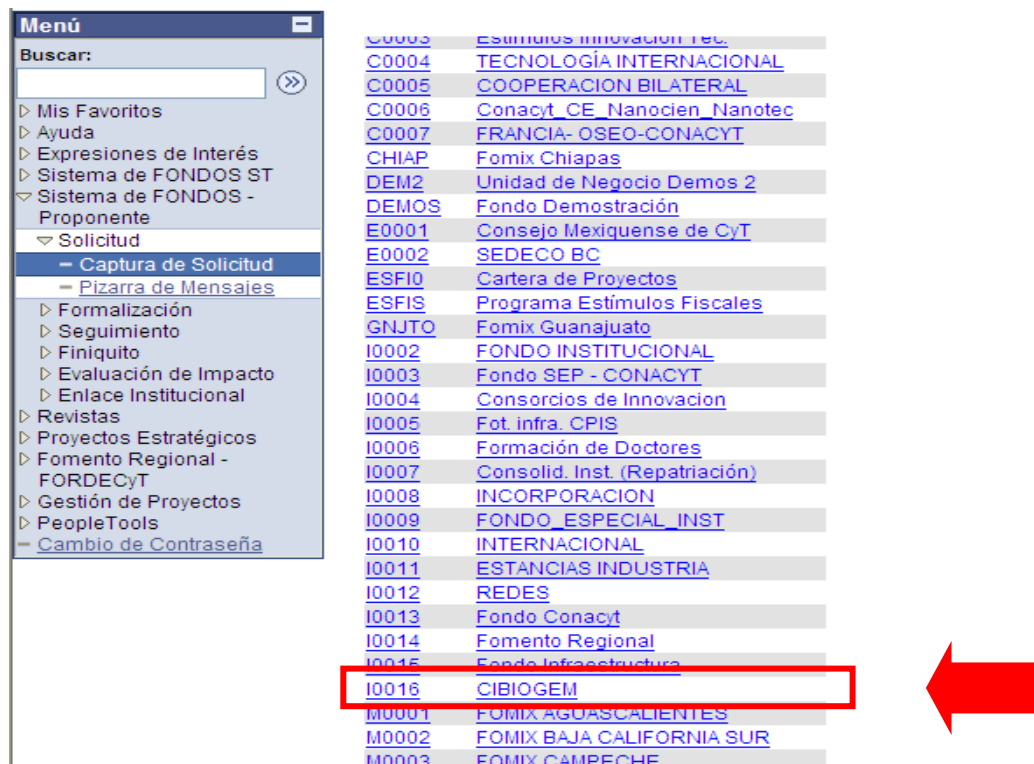 Menú
Buscar:
Mis Favoritos
Ayuda
Expresiones de Interés
Sistema de FONDOS ST
Sistema de FONDOS -
Proponente
Solicitud
Captura de Solicitud
Pizarra de Mensajes
Formalización
Seguimiento
Finiquito
Evaluación de Impacto
Enlace Institucional
Revistas
Proyectos Estratégicos
Fomento Regional -
FORDECyT
Gestión de Proyectos
PeopleTools
Cambio de Contraseña
C0003 Estímulos Innovación Tec.
C0004 TECNOLOGÍA INTERNACIONAL
C0005 COOPERACION BILATERAL
C0006 Conacyt_CE_Nanocien_Nanotec
C0007 FRANCIA- OSEO-CONACYT
CHIAP Fomix Chiapas
DEM2 Unidad de Negocio Demos 2
DEMOS Fondo Demostración
E0001 Consejo Mexiquense de CyT
E0002 SEDECO BC
ESFI0 Cartera de Proyectos
ESFIS Programa Estímulos Fiscales
GNJTO Fomix Guanajuato
I0002 FONDO INSTITUCIONAL
I0003 Fondo SEP - CONACYT
I0004 Consorcios de Innovacion
I0005 Fot. infra. CPIS
I0006 Formación de Doctores
I0007 Consolid. Inst. (Repatriación)
I0008 INCORPORACION
I0009 FONDO_ESPECIAL_INST
I0010 INTERNACIONAL
I0011 ESTANCIAS INDUSTRIA
I0012 REDES
I0013 Fondo Conacyt
I0014 Fomento Regional
I0015 Fondo Infraestructura
I0016 CIBIOGEM
M0001 FOMIX AGUASCALIENTES
M0002 FOMIX BAJA CALIFORNIA SUR
M0003 FOMIX CAMPECHE